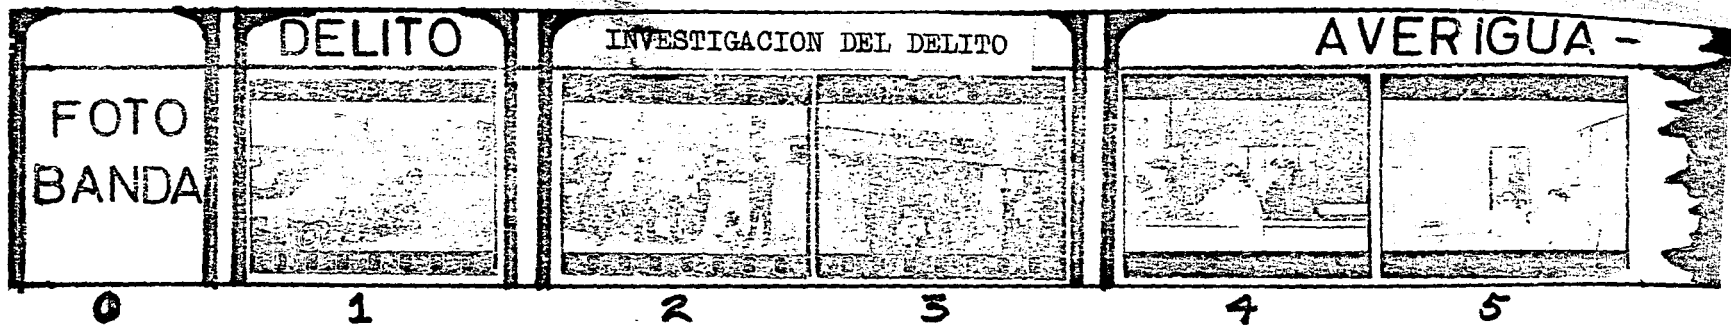 DELITO
INVESTIGACION DEL DELITO
AVERIGUA-
FOTO
BANDA
0 1 2 3 4 5